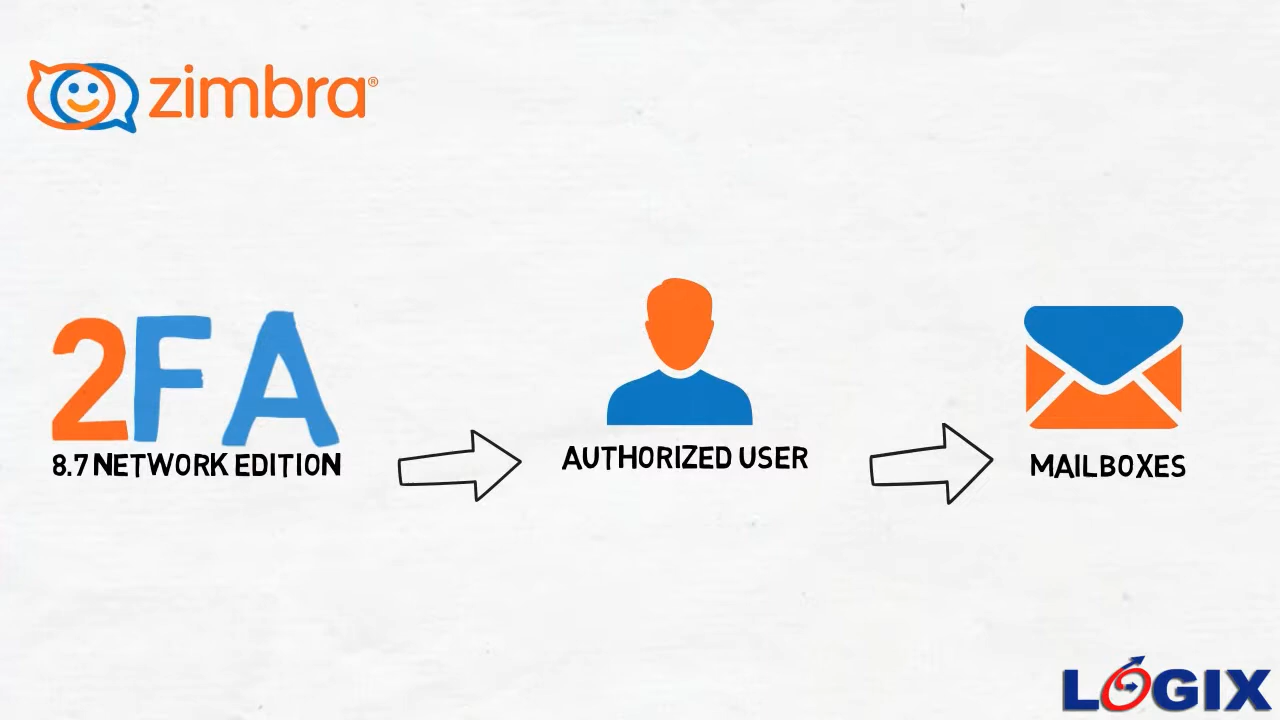 zimbra®
2FA
8.7 NETWORK EDITION
AUTHORIZED USER
MAILBOXES
LOGIX